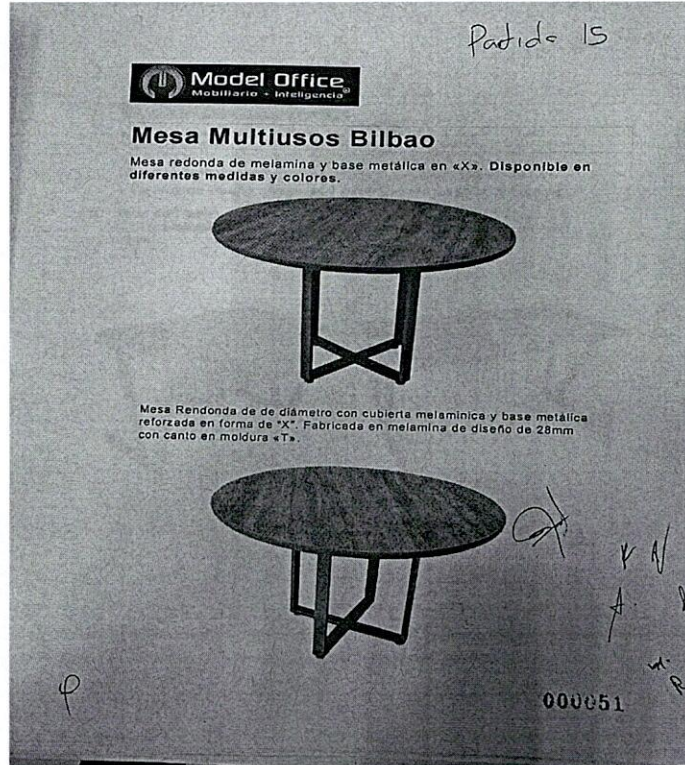 Partida 15
Model Office
Mobiliario - Inteligencia®
Mesa Multiusos Bilbao
Mesa redonda de melamina y base metálica en «X». Disponible en
diferentes medidas y colores.
Mesa Rendonda de de diámetro con cubierta melaminica y base metálica
reforzada en forma de "X". Fabricada en melamina de diseño de 28mm
con canto en moldura «T».
000051